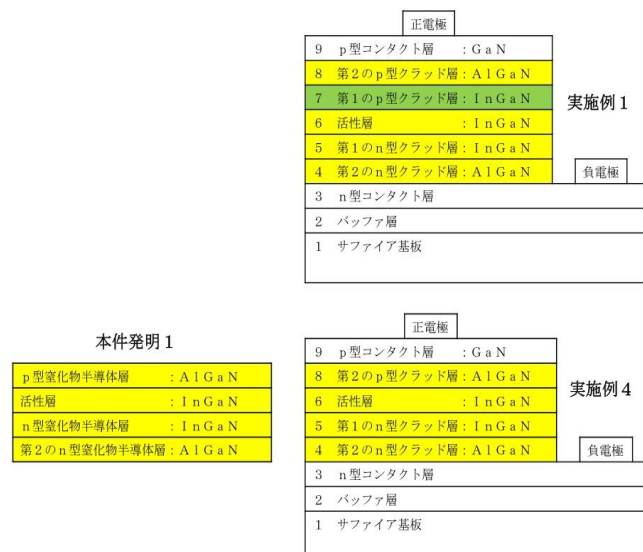 正電極
9 p型コンタクト層 :GaN
8 第2のp型クラッド層:AlGaN
7 第1のp型クラッド層:InGaN
6 活性層 :InGaN
5 第1のn型クラッド層:InGaN
4 第2のn型クラッド層:AlGaN
実施例1
負電極
3 n型コンタクト層
2 バッファ層
1 サファイア基板
本件発明1
p型窒化物半導体層 :AlGaN
活性層 :InGaN
n型窒化物半導体層 :InGaN
第2のn型窒化物半導体層:AlGaN
正電極
9 p型コンタクト層 :GaN
8 第2のp型クラッド層:AlGaN
6 活性層 :InGaN
5 第1のn型クラッド層:InGaN
4 第2のn型クラッド層:AlGaN
実施例4
負電極
3 n型コンタクト層
2 バッファ層
1 サファイア基板